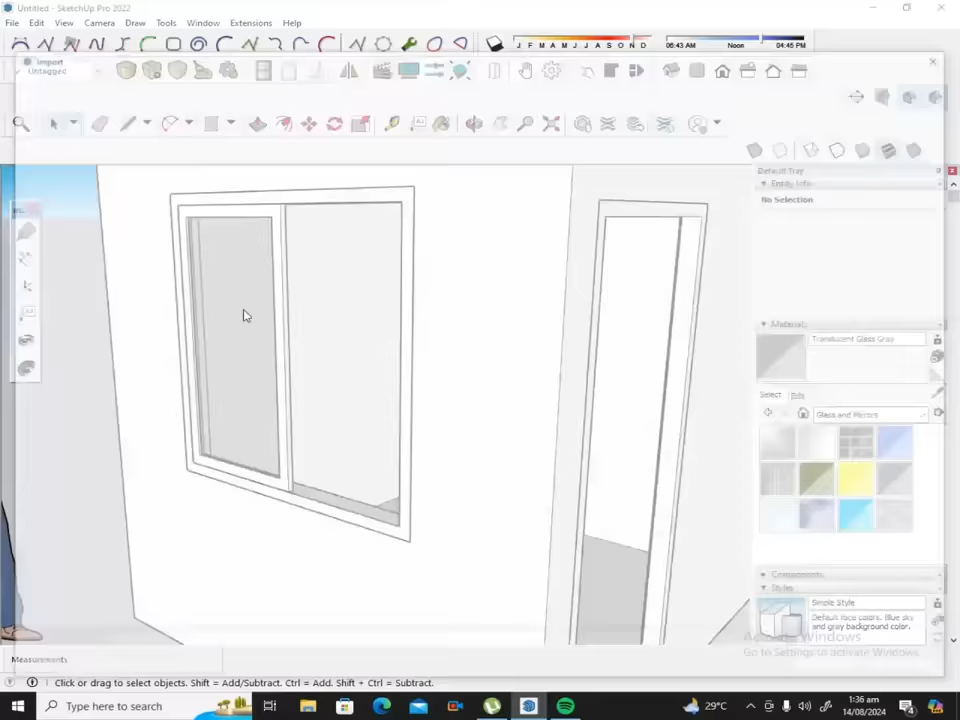 Untitled - SketchUp Pro 2022
File Edit View Camera Draw Tools Window Extensions Help
J F M A M J J A S O N D 06:43 AM Noon 04:45 PM
Import
Untagged
Default Tray
Entity Info
No Selection
Materials
Translucent Glass Gray
Select Edit
Glass and Mirrors
Components
Styles
Simple Style
Default face colors. Blue sky
and gray background color.
Activate Windows
Go to Settings to activate Windows.
Measurements
Click or drag to select objects. Shift = Add/Subtract. Ctrl = Add. Shift + Ctrl = Subtract.
Type here to search
29°C
1:36 am
14/08/2024
4